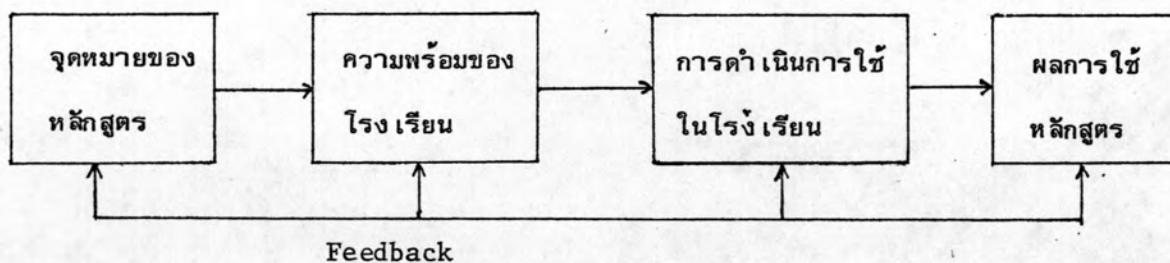 จุดหมายของ
หลักสูตร
ความพร้อมของ
โรงเรียน
การดำเนินการใช้
ในโรงเรียน
ผลการใช้
หลักสูตร
Feedback